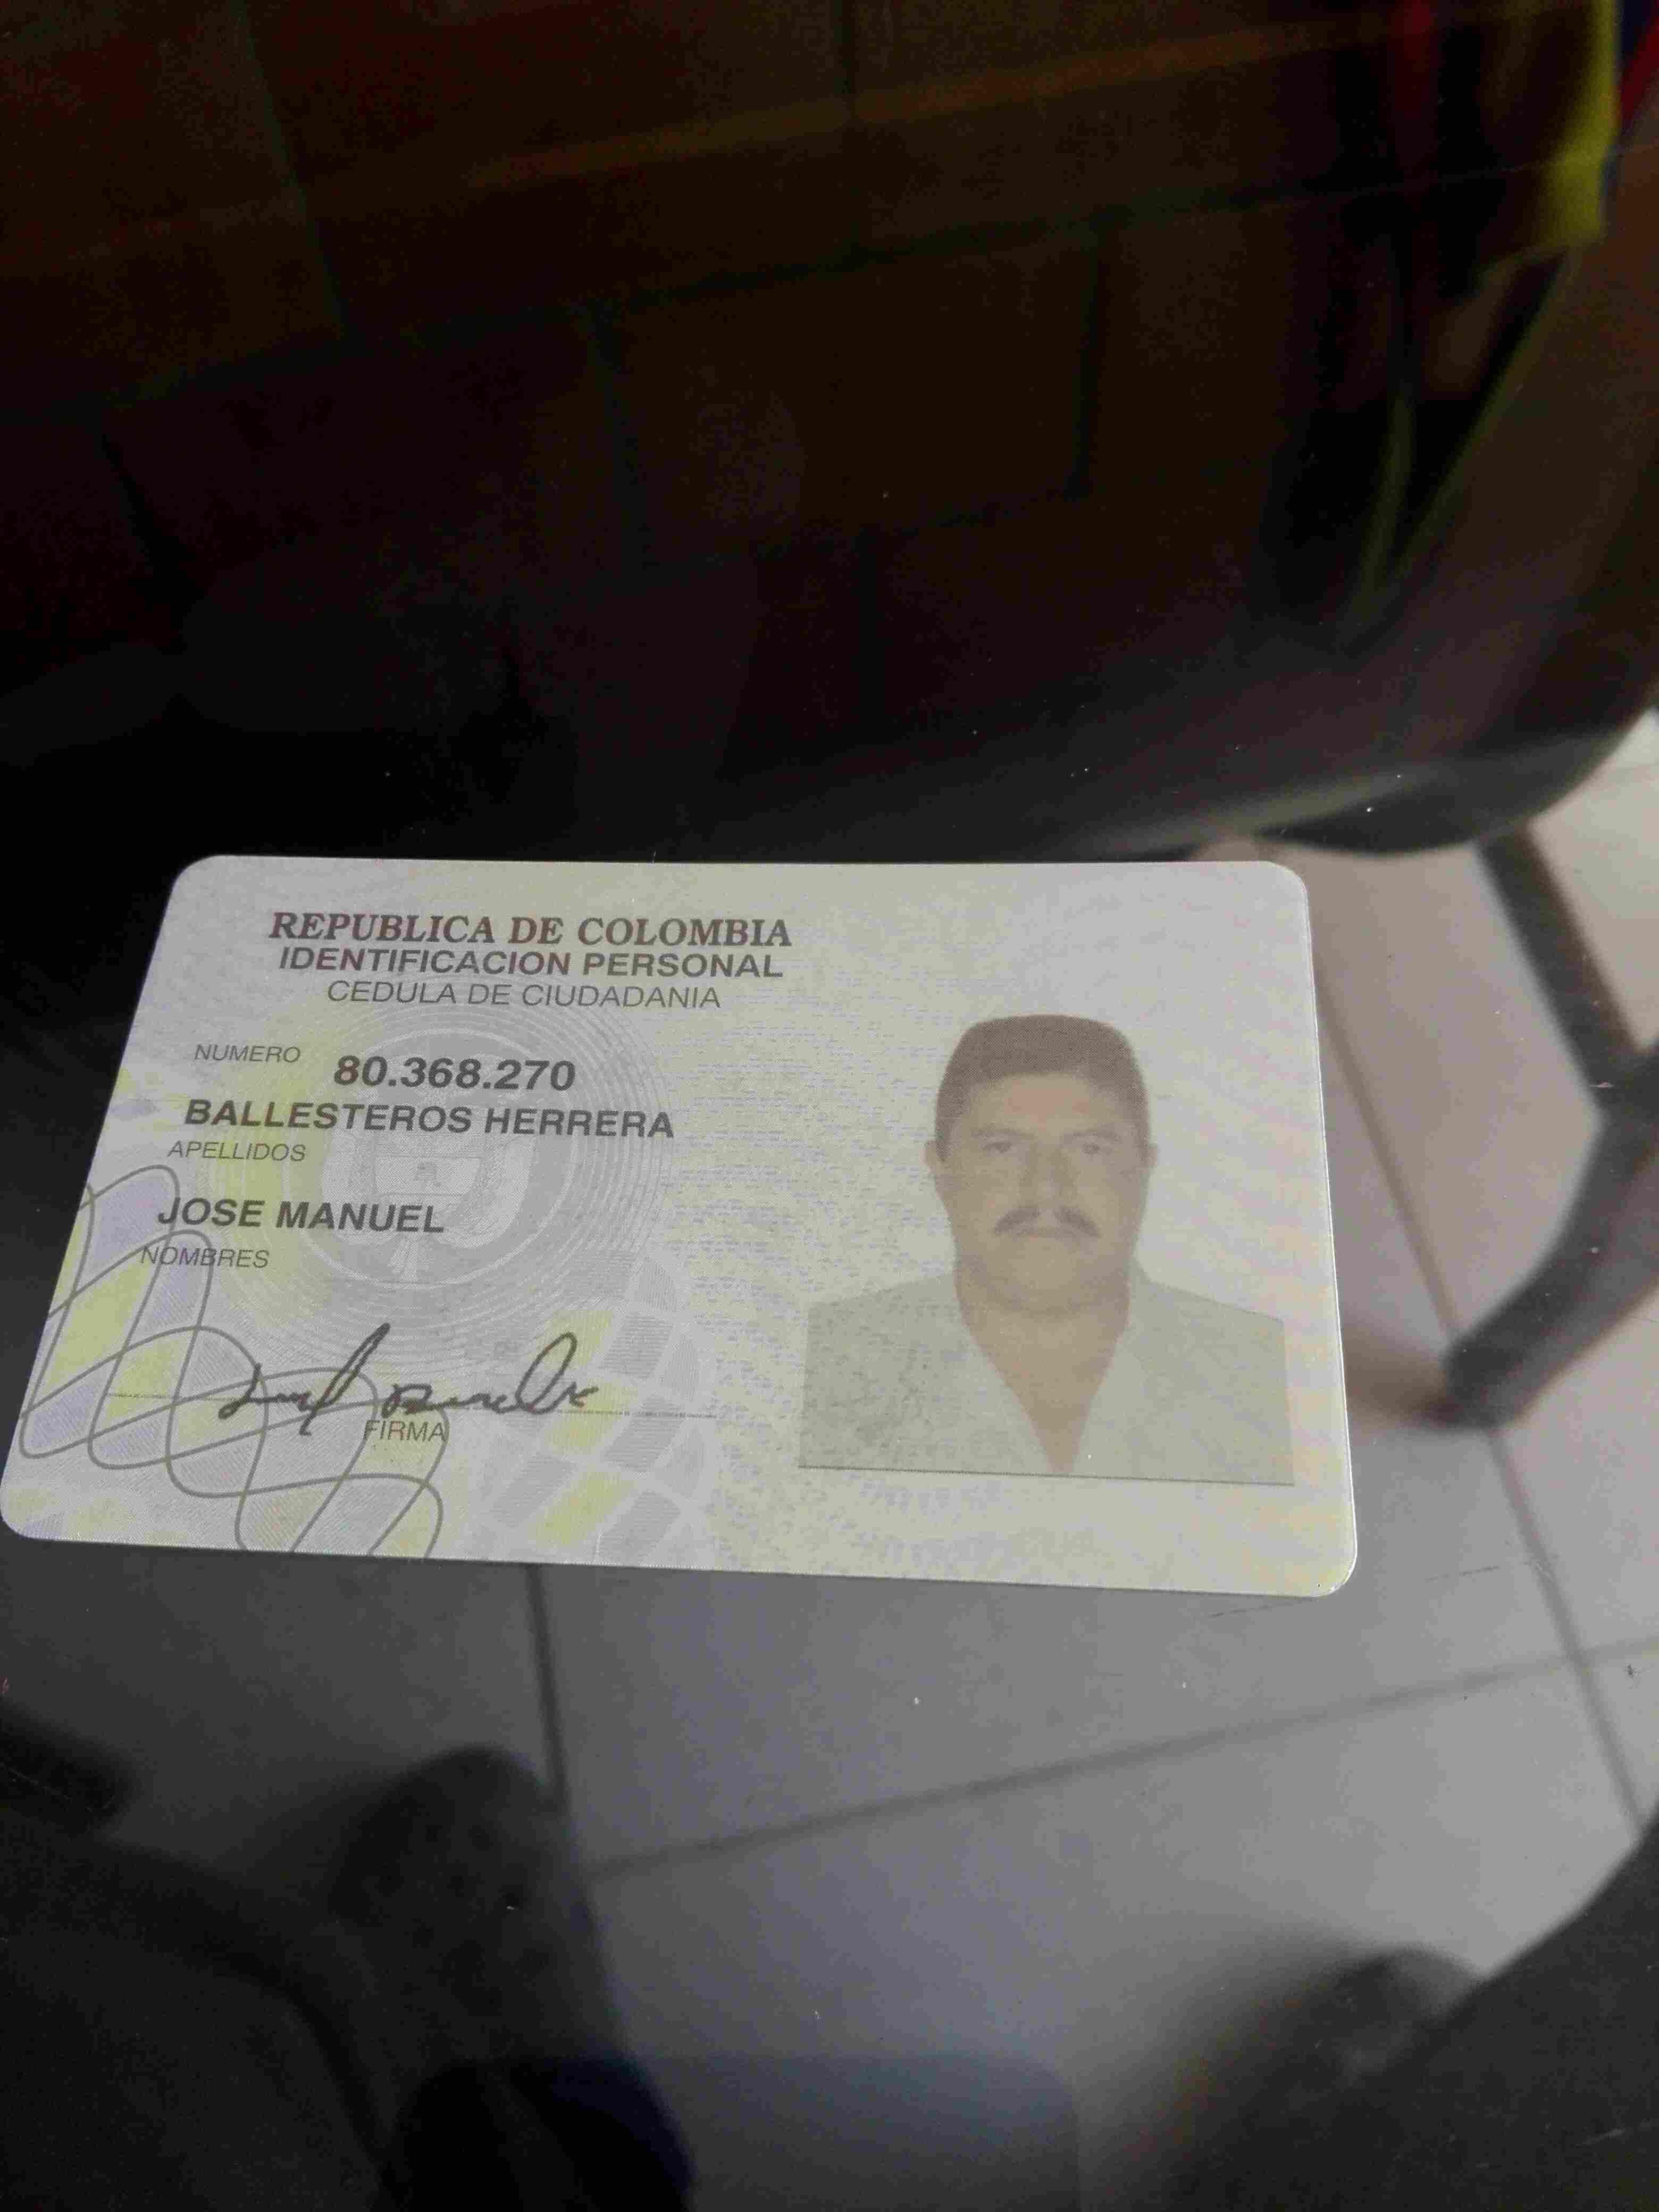 REPUBLICA DE COLOMBIA
IDENTIFICACION PERSONAL
CEDULA DE CIUDADANIA
NUMERO 80.368.270
BALLESTEROS HERRERA
APELLIDOS
JOSE MANUEL
NOMBRES
FIRMA